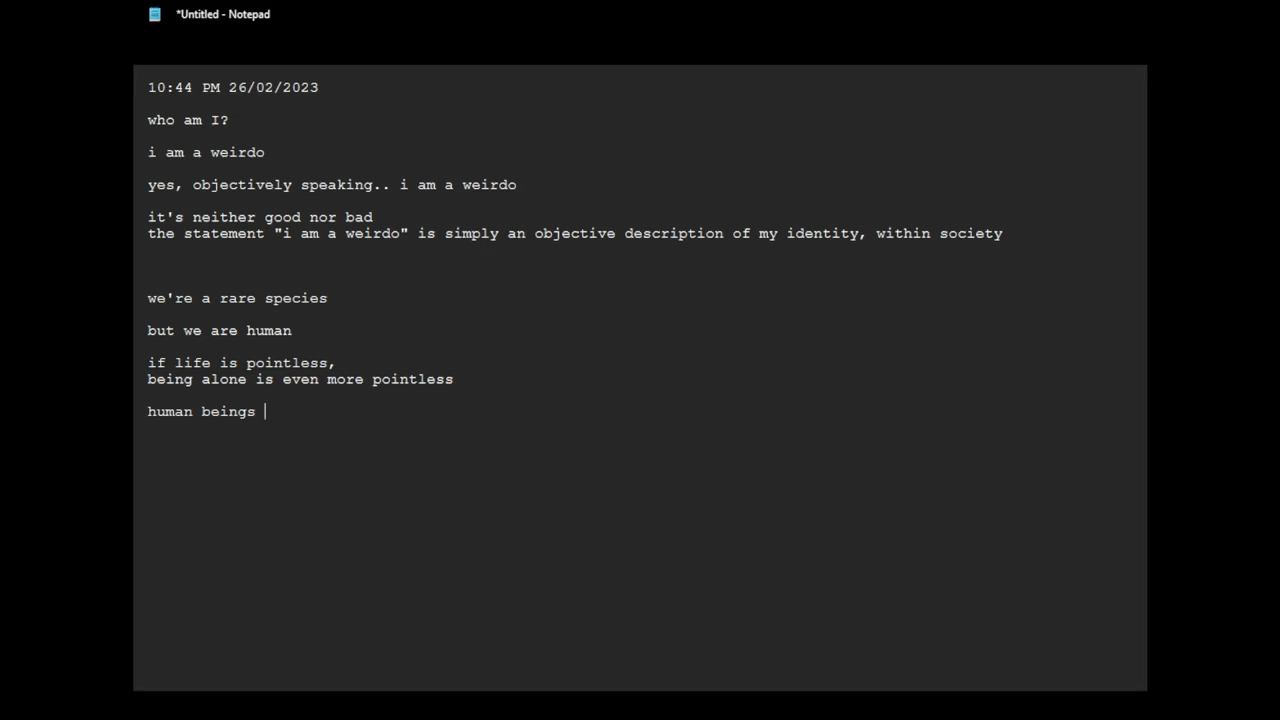 *Untitled - Notepad
10:44 PM 26/02/2023
who am I?
i am a weirdo
yes, objectively speaking.. i am a weirdo
it's neither good nor bad
the statement "i am a weirdo" is simply an objective description of my identity, within society
we're a rare species
but we are human
if life is pointless,
being alone is even more pointless
human beings